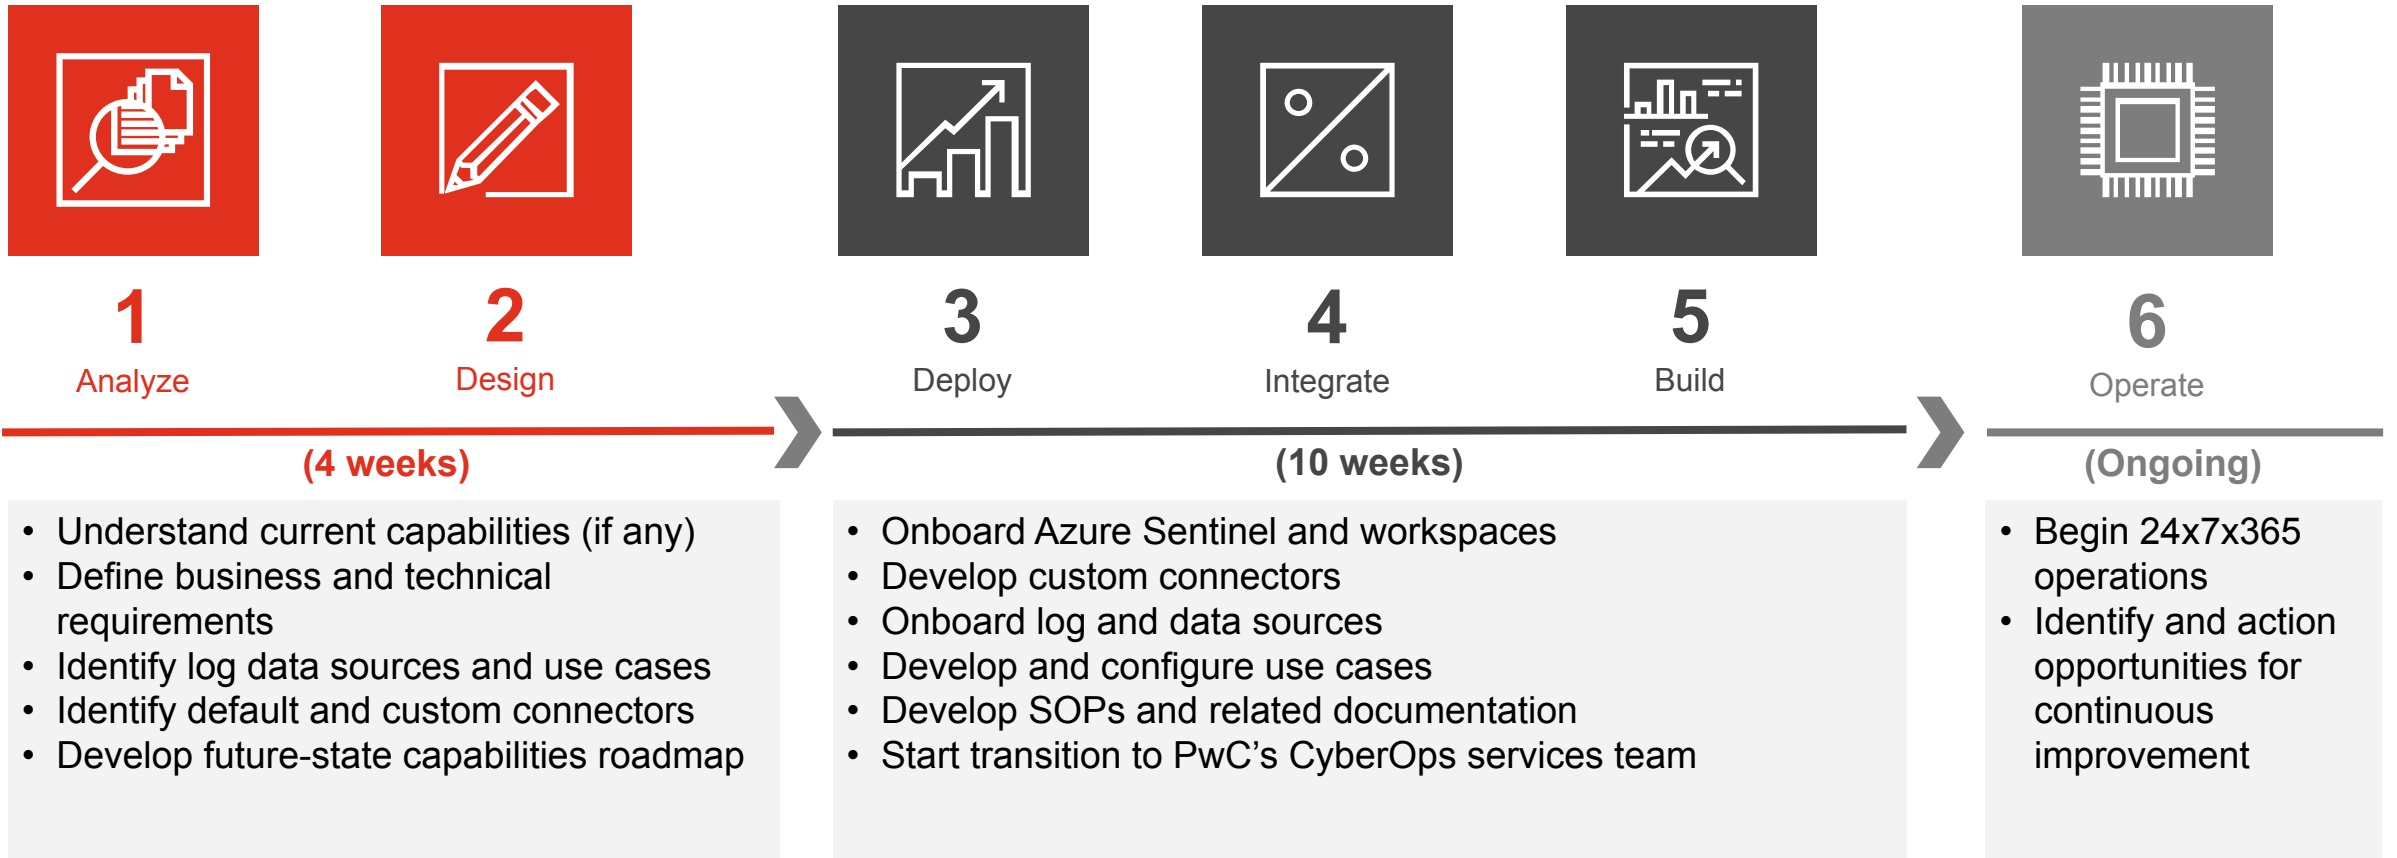 1
Analyze
2
Design
3
Deploy
4
Integrate
5
Build
6
Operate
(4 weeks)
• Understand current capabilities (if any)
• Define business and technical
requirements
• Identify log data sources and use cases
• Identify default and custom connectors
• Develop future-state capabilities roadmap
(10 weeks)
• Onboard Azure Sentinel and workspaces
• Develop custom connectors
• Onboard log and data sources
• Develop and configure use cases
• Develop SOPs and related documentation
• Start transition to PwC’s CyberOps services team
(Ongoing)
• Begin 24x7x365
operations
• Identify and action
opportunities for
continuous
improvement